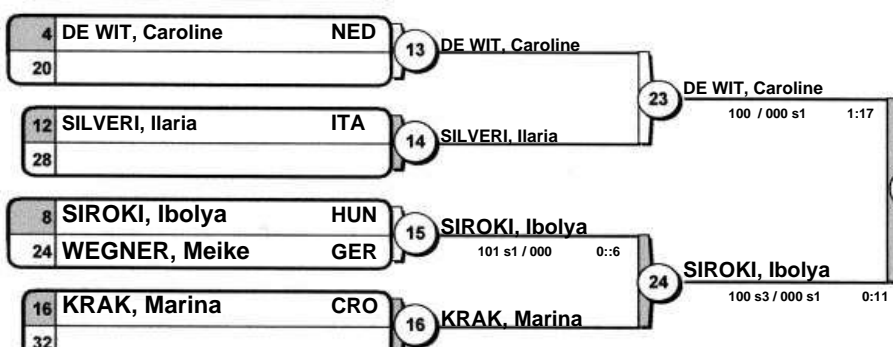 4 DE WIT, Caroline NED
20
13 DE WIT, Caroline
12 SILVERI, Ilaria ITA
28
14 SILVERI, Ilaria
23 DE WIT, Caroline
100 / 000 s1 1:17
8 SIROKI, Ibolya HUN
24 WEGNER, Meike GER
15 SIROKI, Ibolya
101 s1 / 000 0::6
16 KRAK, Marina CRO
32
16 KRAK, Marina
24 SIROKI, Ibolya
100 s3 / 000 s1 0:11